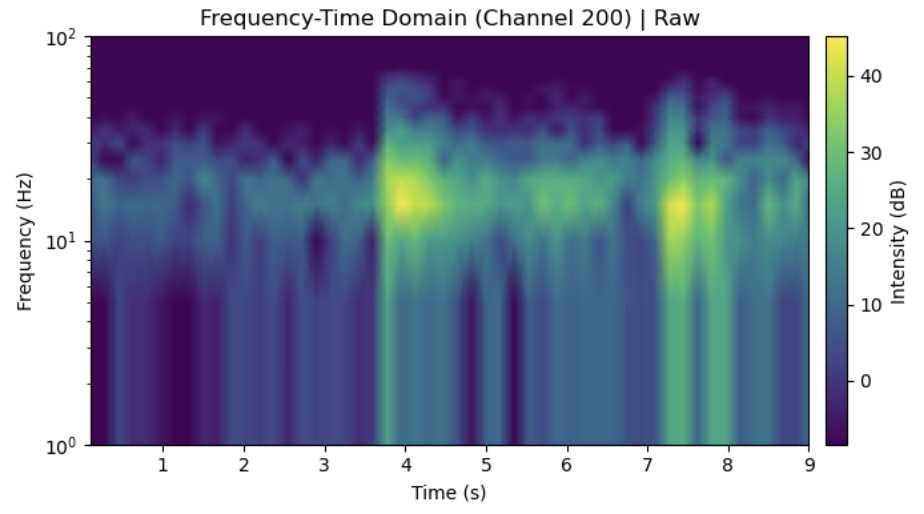 Frequency-Time Domain (Channel 200) | Raw
10²
10¹
10⁰
Frequency (Hz)
1 2 3 4 5 6 7 8 9
Time (s)
40
30
20
10
0
Intensity (dB)